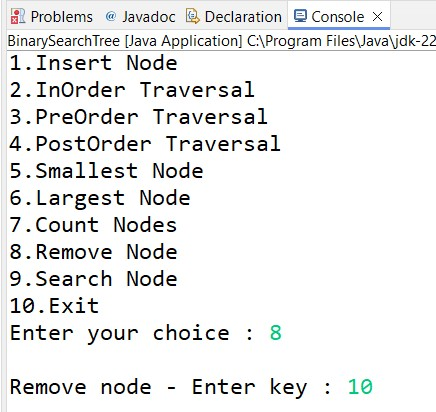 Problems @ Javadoc Declaration Console
BinarySearchTree [Java Application] C:\Program Files\Java\jdk-22
1.Insert Node
2.InOrder Traversal
3.PreOrder Traversal
4.PostOrder Traversal
5.Smallest Node
6.Largest Node
7.Count Nodes
8.Remove Node
9.Search Node
10.Exit
Enter your choice : 8
Remove node - Enter key : 10